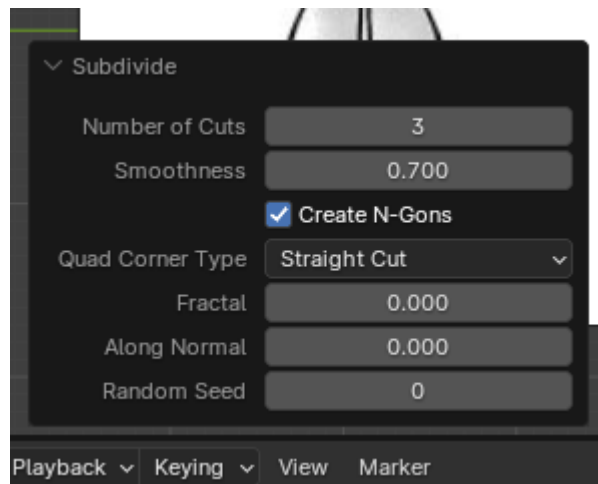 Subdivide
Number of Cuts 3
Smoothness 0.700
Create N-Gons
Quad Corner Type Straight Cut
Fractal 0.000
Along Normal 0.000
Random Seed 0
Playback Keying View Marker